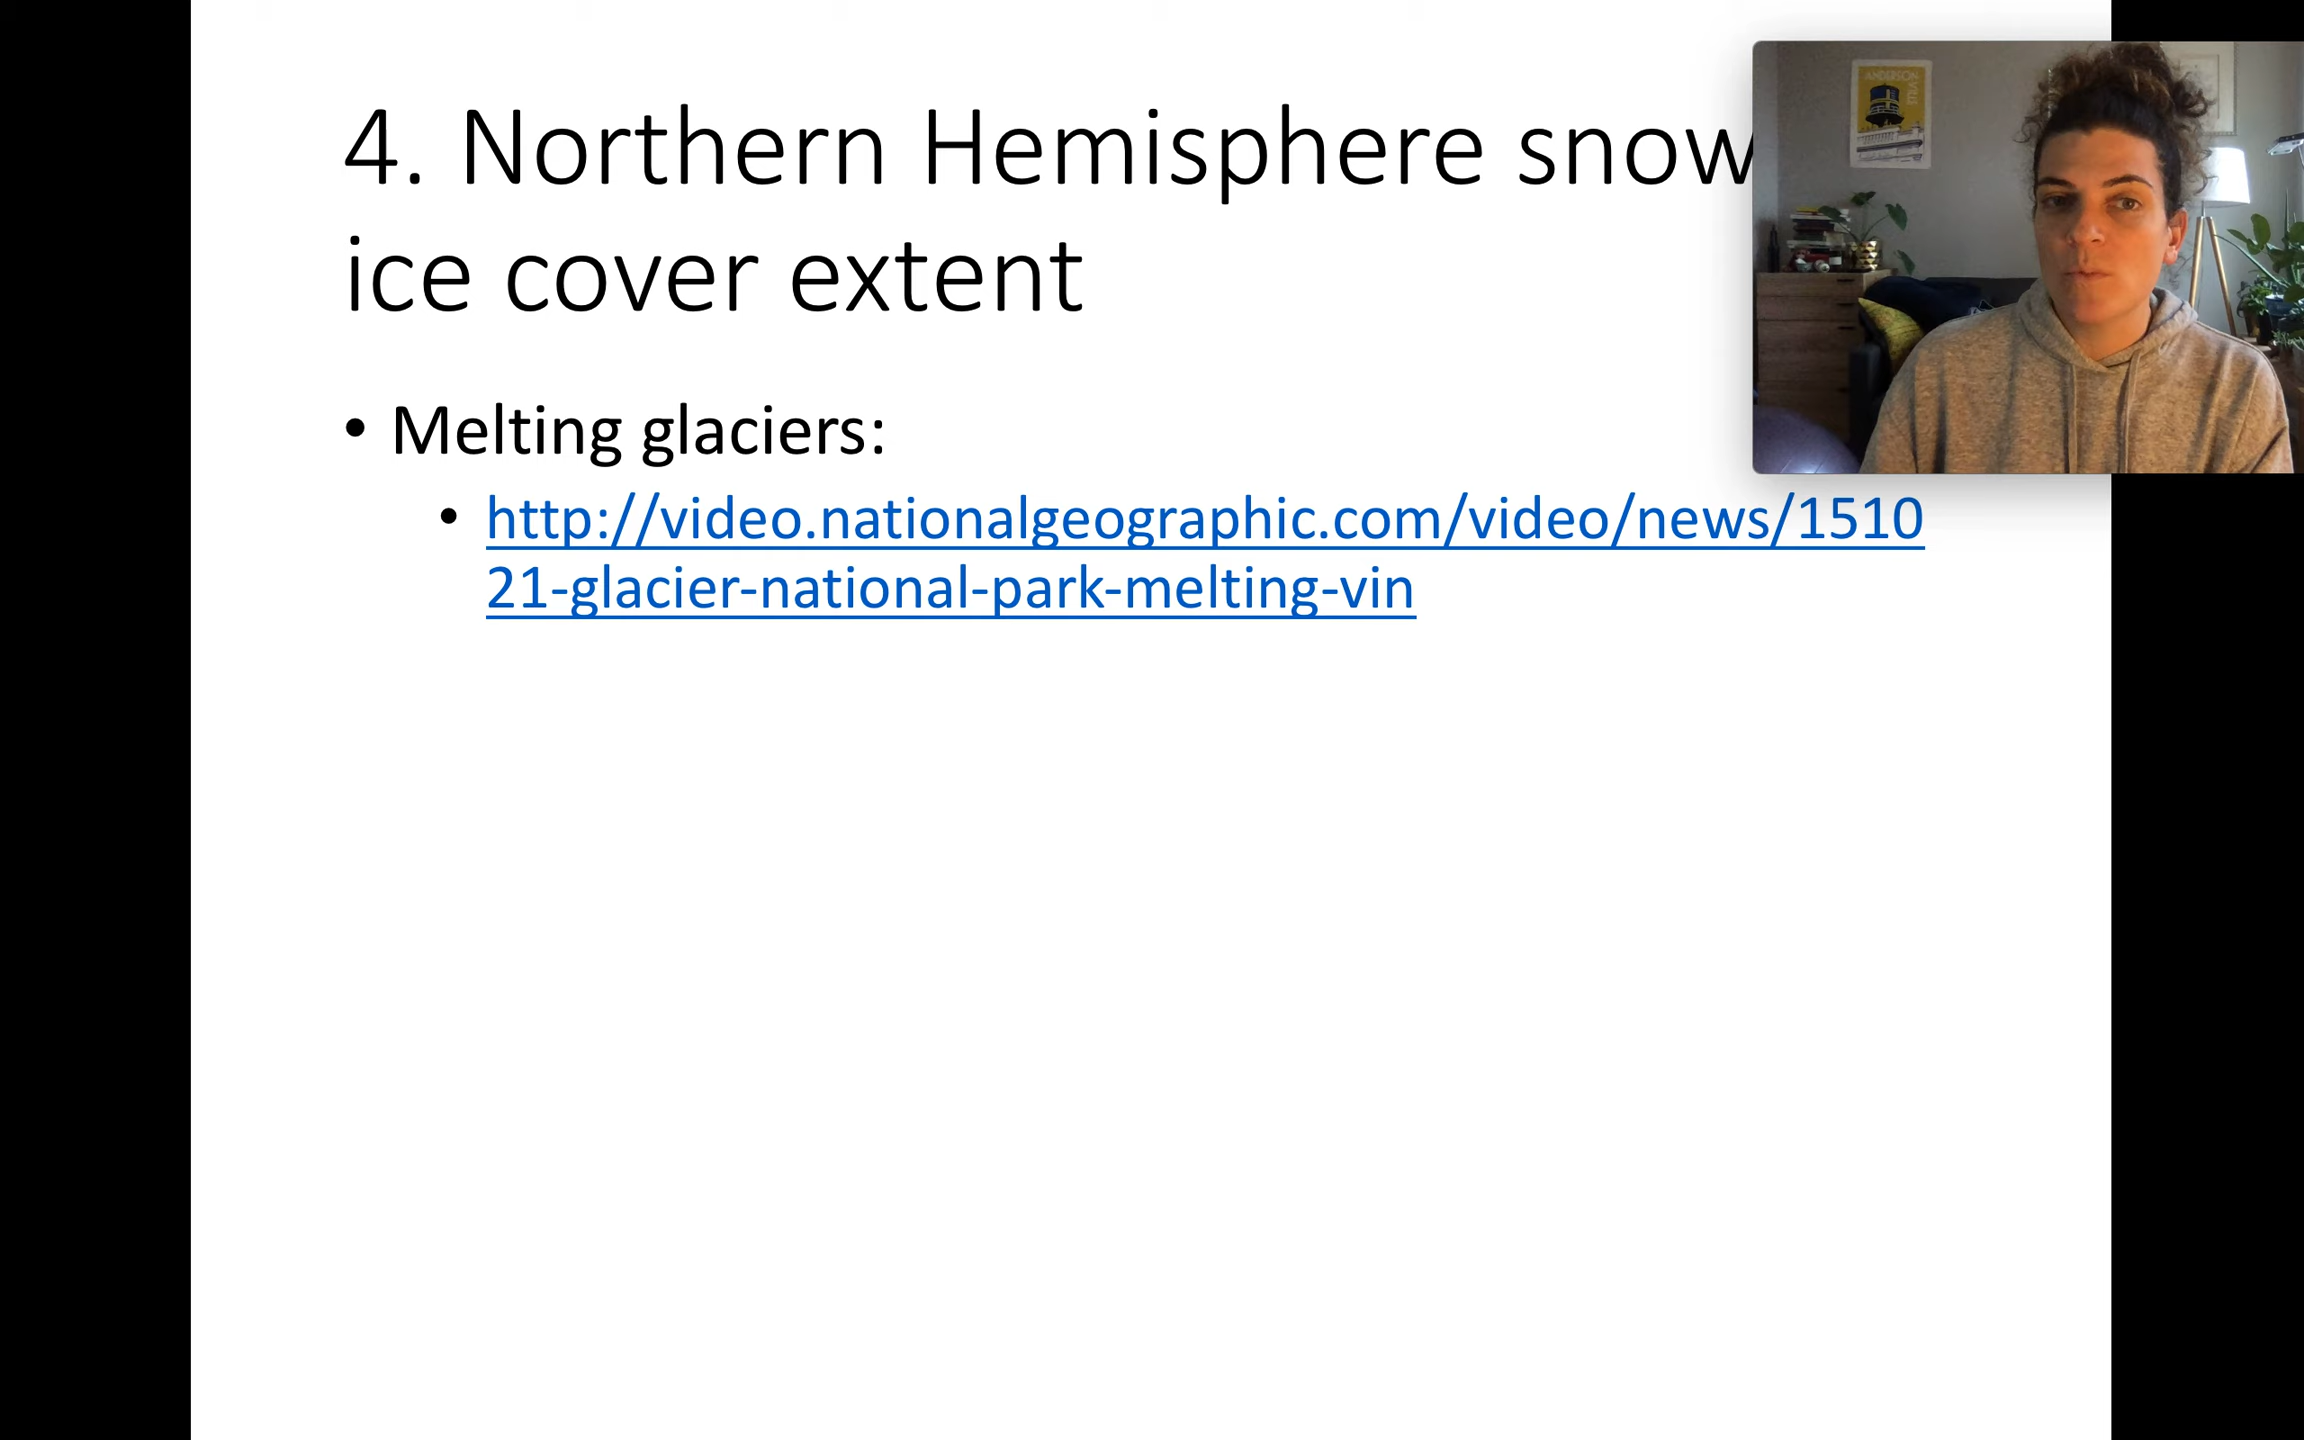 4. Northern Hemisphere snow
ice cover extent
• Melting glaciers:
• http://video.nationalgeographic.com/video/news/1510
21-glacier-national-park-melting-vin
ANDERSON